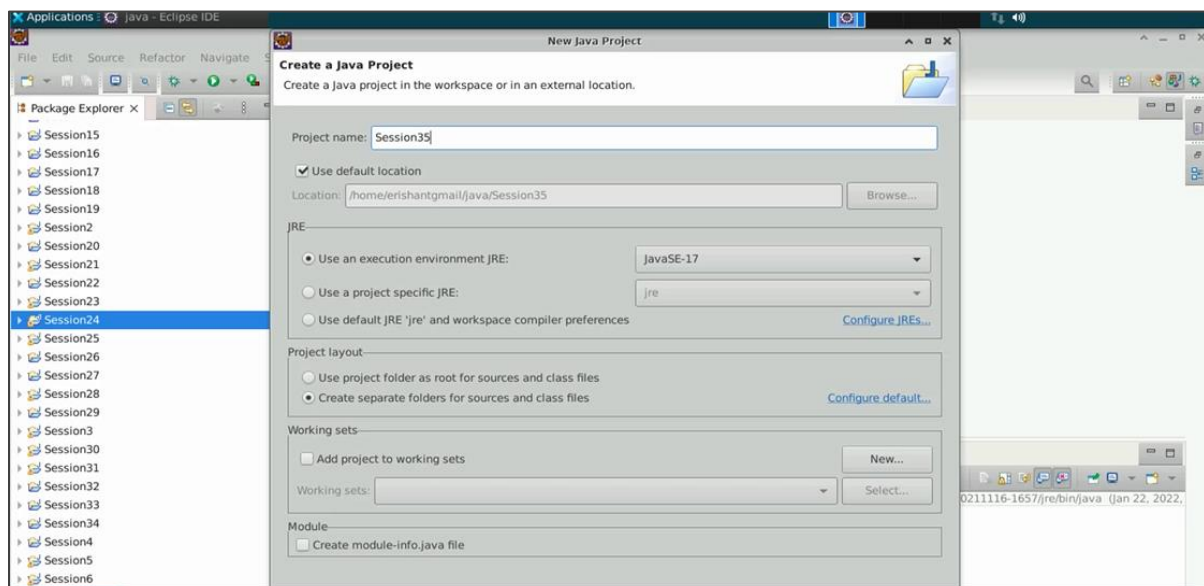 Applications : java - Eclipse IDE
File Edit Source Refactor Navigate
Package Explorer
Session15
Session16
Session17
Session18
Session19
Session2
Session20
Session21
Session22
Session23
Session24
Session25
Session26
Session27
Session28
Session29
Session3
Session30
Session31
Session32
Session33
Session34
Session4
Session5
Session6
New Java Project
Create a Java Project
Create a Java project in the workspace or in an external location.
Project name: Session35
Use default location
Location: /home/erishantgmail/java/Session35 Browse...
JRE
Use an execution environment JRE: JavaSE-17
Use a project specific JRE: jre
Use default JRE 'jre' and workspace compiler preferences Configure JREs...
Project layout
Use project folder as root for sources and class files
Create separate folders for sources and class files Configure default...
Working sets
Add project to working sets New...
Working sets: Select...
Module
Create module-info.java file
0211116-1657/jre/bin/java (Jan 22, 2022,